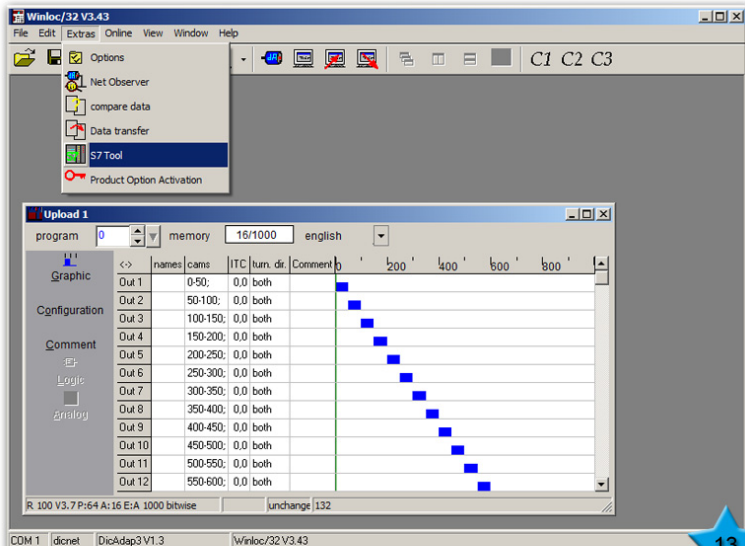 Winloc/32 V3.43
File Edit Extras Online View Window Help
C1 C2 C3
Options
Net Observer
compare data
Data transfer
S7 Tool
Product Option Activation
Upload 1
program 0 memory 16/1000 english
<-> names cams ITC turn. dir. Comment 0 200 400 600 800
Graphic
Configuration
Comment
Logic
Analog
Out 1 0-50; 0,0 both
Out 2 50-100; 0,0 both
Out 3 100-150; 0,0 both
Out 4 150-200; 0,0 both
Out 5 200-250; 0,0 both
Out 6 250-300; 0,0 both
Out 7 300-350; 0,0 both
Out 8 350-400; 0,0 both
Out 9 400-450; 0,0 both
Out 10 450-500; 0,0 both
Out 11 500-550; 0,0 both
Out 12 550-600; 0,0 both
R 100 V3.7 P:64 A:16 E:A 1000 bitwise unchange 132
COM 1 dicnet DicAdap3 V1.3 Winloc/32 V3.43
13